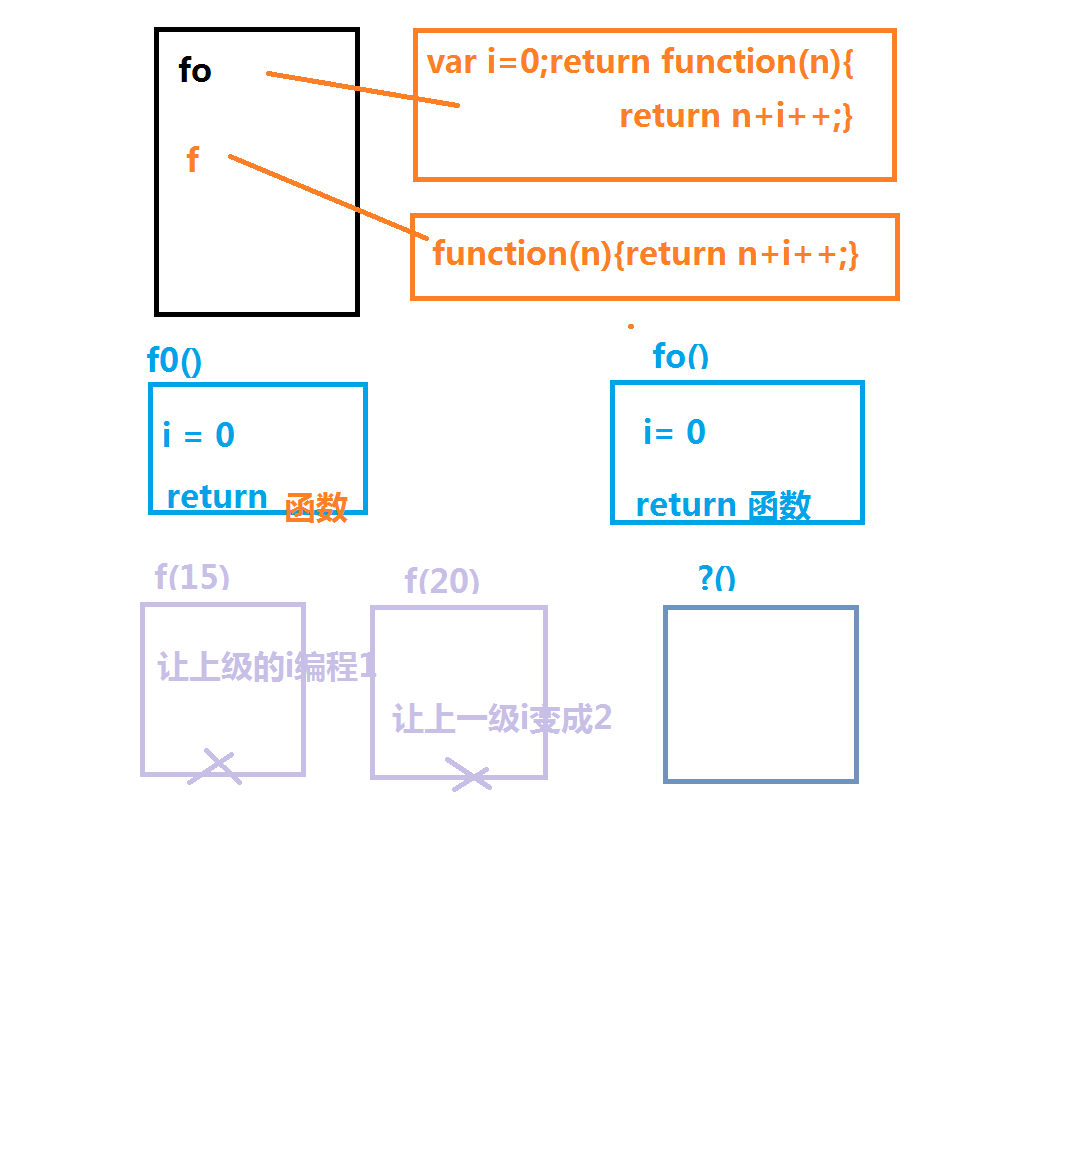 fo
var i=0;return function(n){
return n+i++;}
f
function(n){return n+i++;}
f0()
fo()
i = 0
i= 0
return 函数
return 函数
f(15)
f(20)
?()
让上级的i编程1
让上一级i变成2